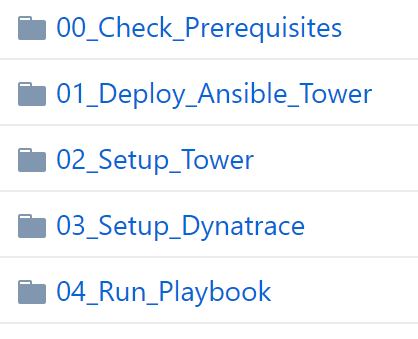 00_Check_Prerequisites
01_Deploy_Ansible_Tower
02_Setup_Tower
03_Setup_Dynatrace
04_Run_Playbook